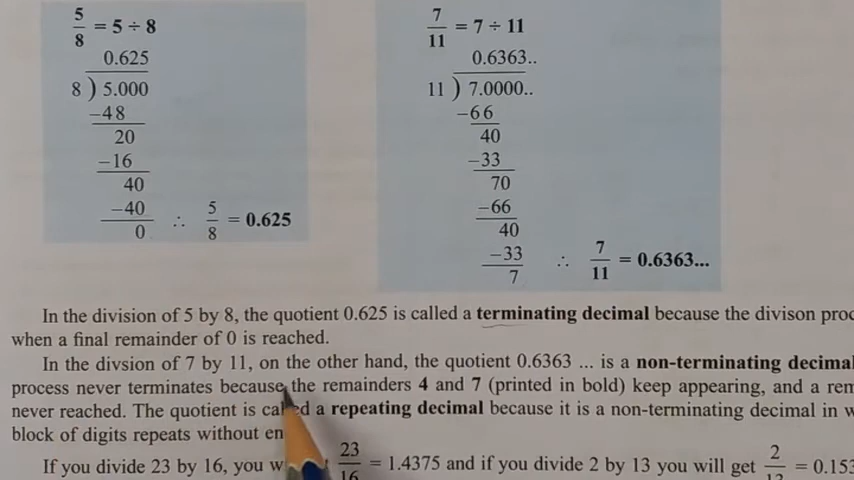 5/8 = 5 ÷ 8
0.625
8 ) 5.000
−48
20
−16
40
−40
0 ∴ 5/8 = 0.625
7/11 = 7 ÷ 11
0.6363..
11 ) 7.0000..
−66
40
−33
70
−66
40
−33
7 ∴ 7/11 = 0.6363...
In the division of 5 by 8, the quotient 0.625 is called a terminating decimal because the divison
when a final remainder of 0 is reached.
In the divsion of 7 by 11, on the other hand, the quotient 0.6363 ... is a non-terminating decimal
process never terminates because the remainders 4 and 7 (printed in bold) keep appearing, and a
never reached. The quotient is a repeating decimal because it is a non-terminating decimal in
block of digits repeats without
If you divide 23 by 16, you 23/16 = 1.4375 and if you divide 2 by 13 you will get 2/13 = 0.153